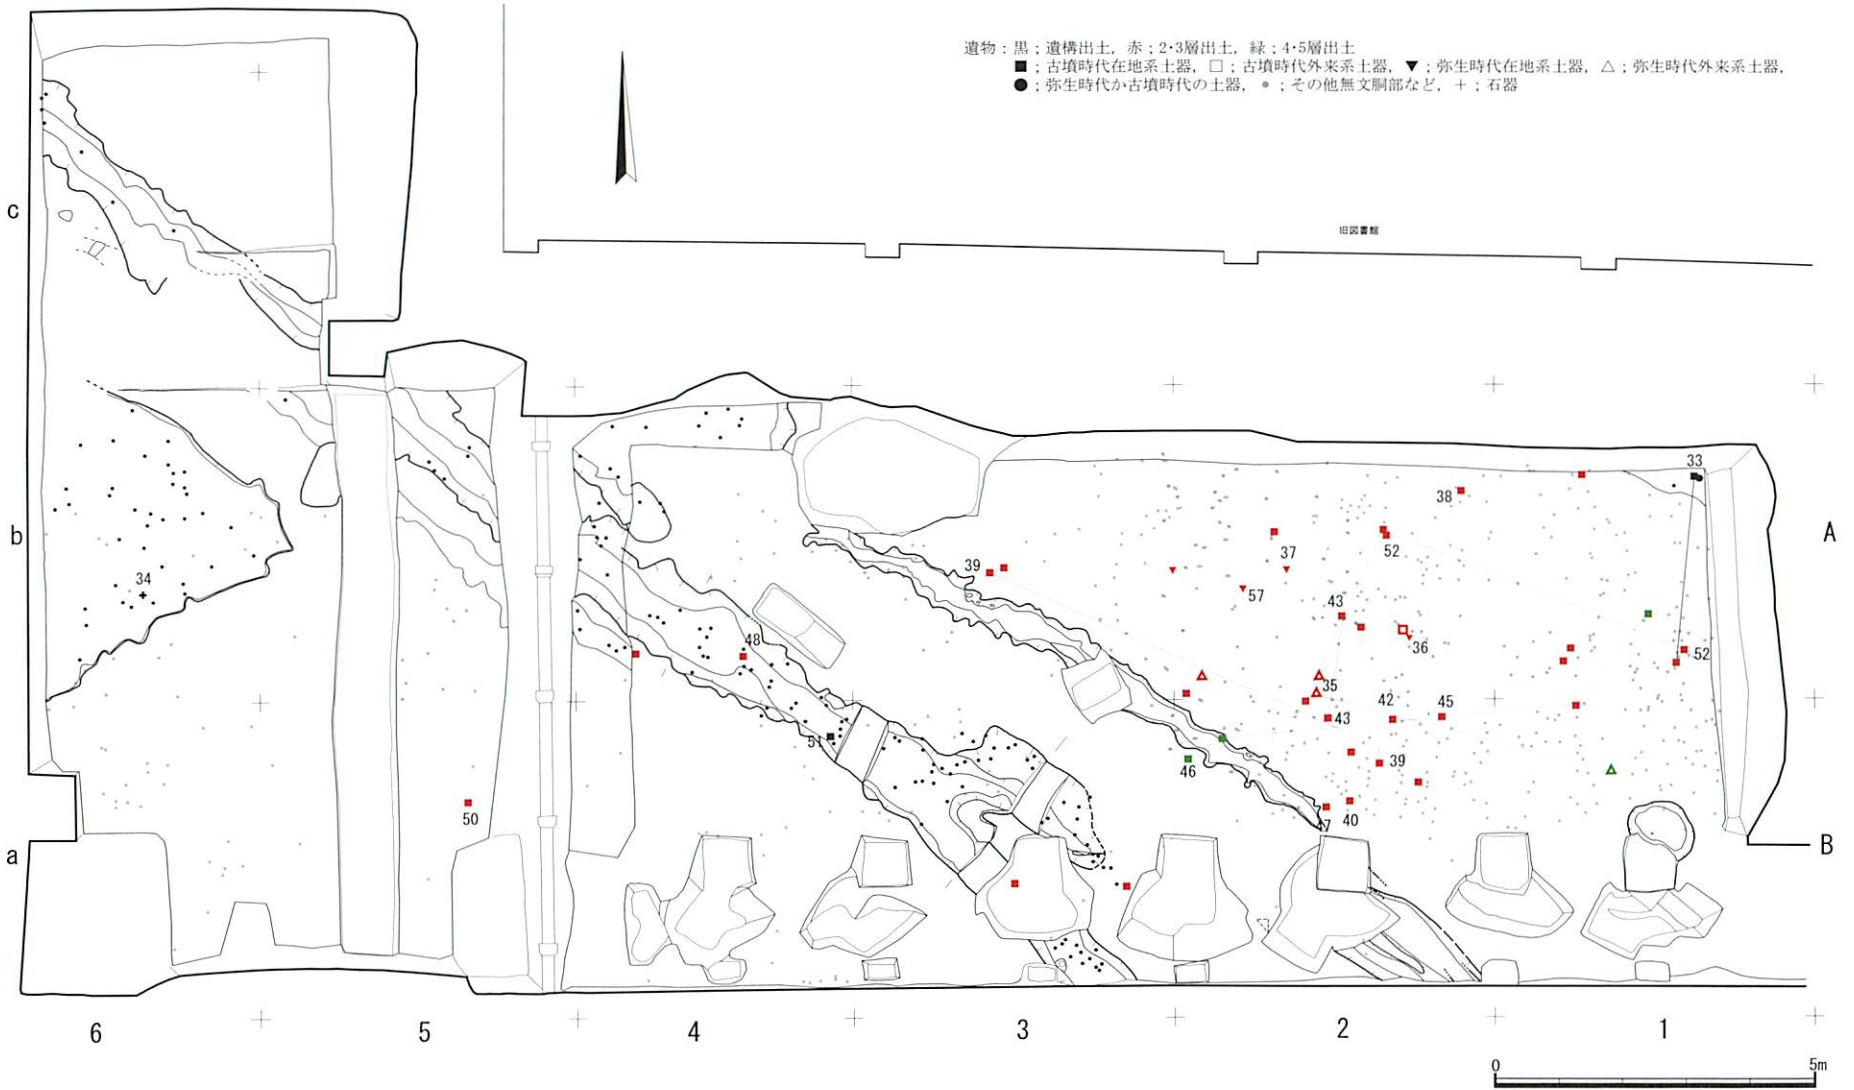 遺物：黒；遺構出土，赤；2・3層出土，緑；4・5層出土
■；古墳時代在地系土器，□；古墳時代外来系土器，▼；弥生時代在地系土器，△；弥生時代外来系土器，
●；弥生時代か古墳時代の土器，●；その他無文胴部など，＋；石器
c
旧図書館
33
38
A
b
52
37
39
34
57
43
36
48
52
35
42
45
43
51
39
46
50
47
40
B
a
6
5
4
3
2
1
0
5m